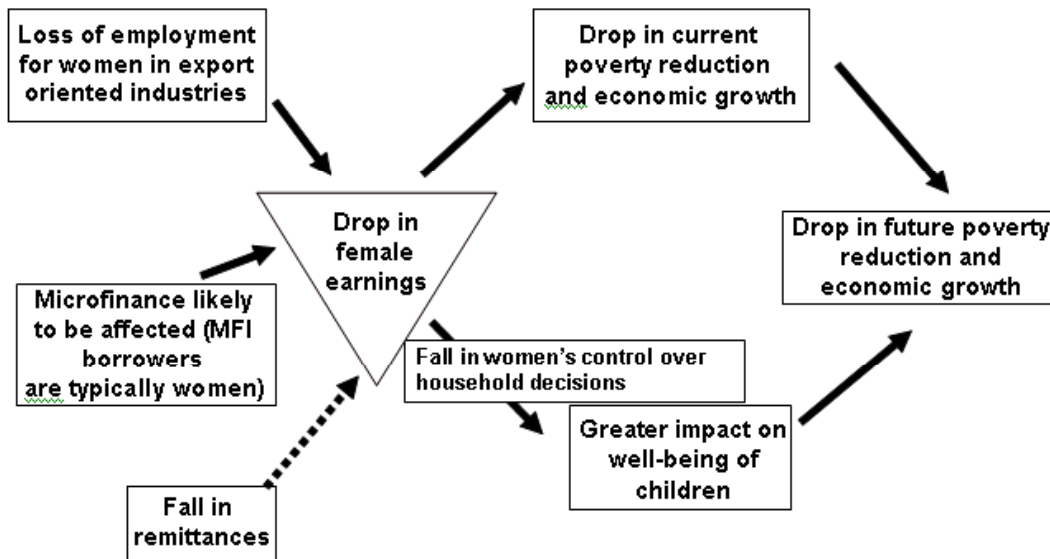 Loss of employment
for women in export
oriented industries
Drop in current
poverty reduction
and economic growth
Drop in
female
earnings
Drop in future poverty
reduction and
economic growth
Microfinance likely
to be affected (MFI
borrowers
are typically women)
Fall in women's control over
household decisions
Greater impact on
well-being of
children
Fall in
remittances